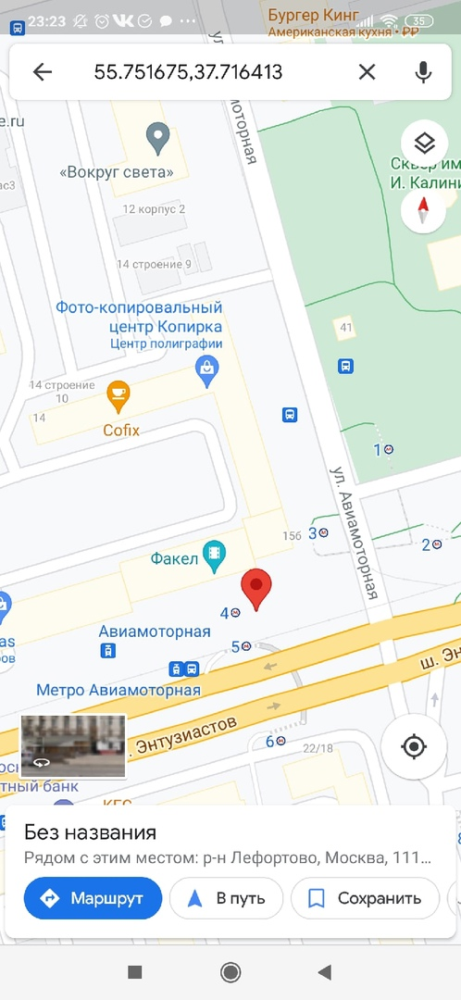 23:23
35
Бургер Кинг
Американская кухня • ₽₽
55.751675,37.716413
e.ru
«Вокруг света»
ас3
12 корпус 2
Сквер им
И. Калини
14 строение 9
Фото-копировальный
центр Копирка
Центр полиграфии
41
14 строение
10
14
Cofix
1
ул. Авиамоторная
156
3
2
Факел
4
Авиамоторная
as
ров
5
Метро Авиамоторная
ш. Эн
. Энтузиастов
6
22/18
тный банк
KFC
Без названия
Рядом с этим местом: р-н Лефортово, Москва, 111...
Маршрут
В путь
Сохранить